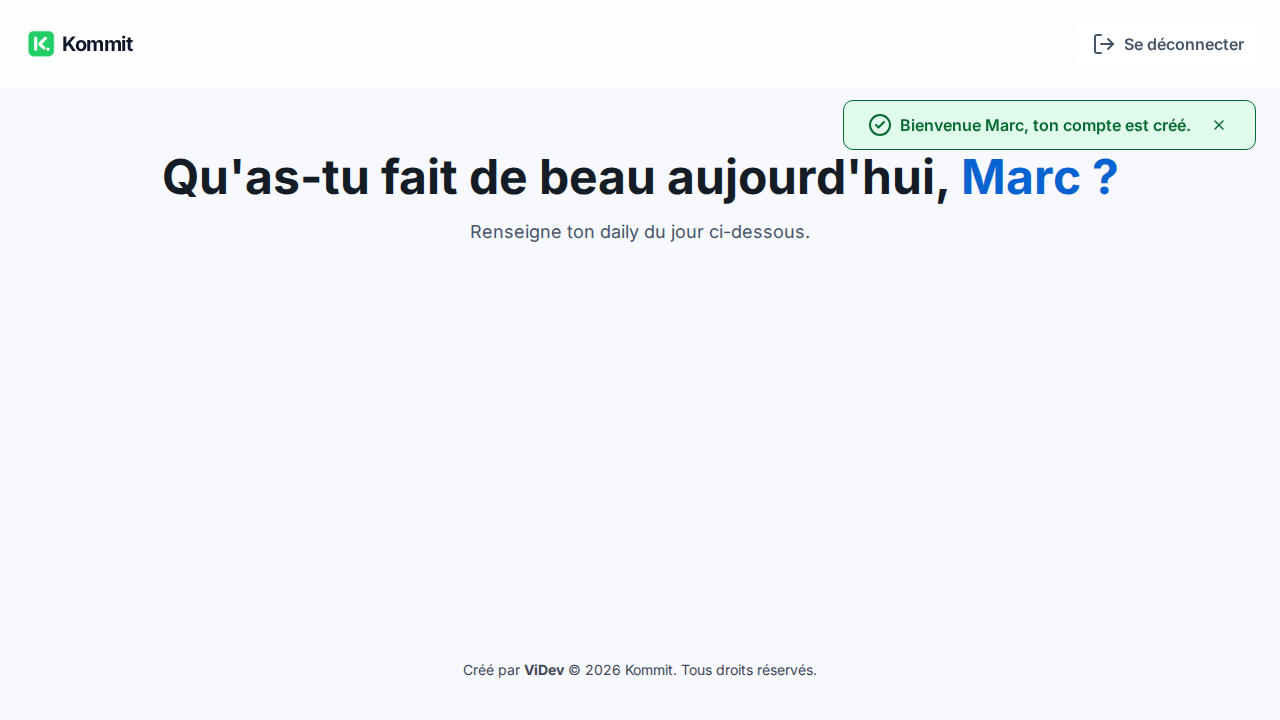 Kommit
Se déconnecter
Bienvenue Marc, ton compte est créé.
Qu'as-tu fait de beau aujourd'hui, Marc ?
Renseigne ton daily du jour ci-dessous.
Créé par ViDev © 2026 Kommit. Tous droits réservés.